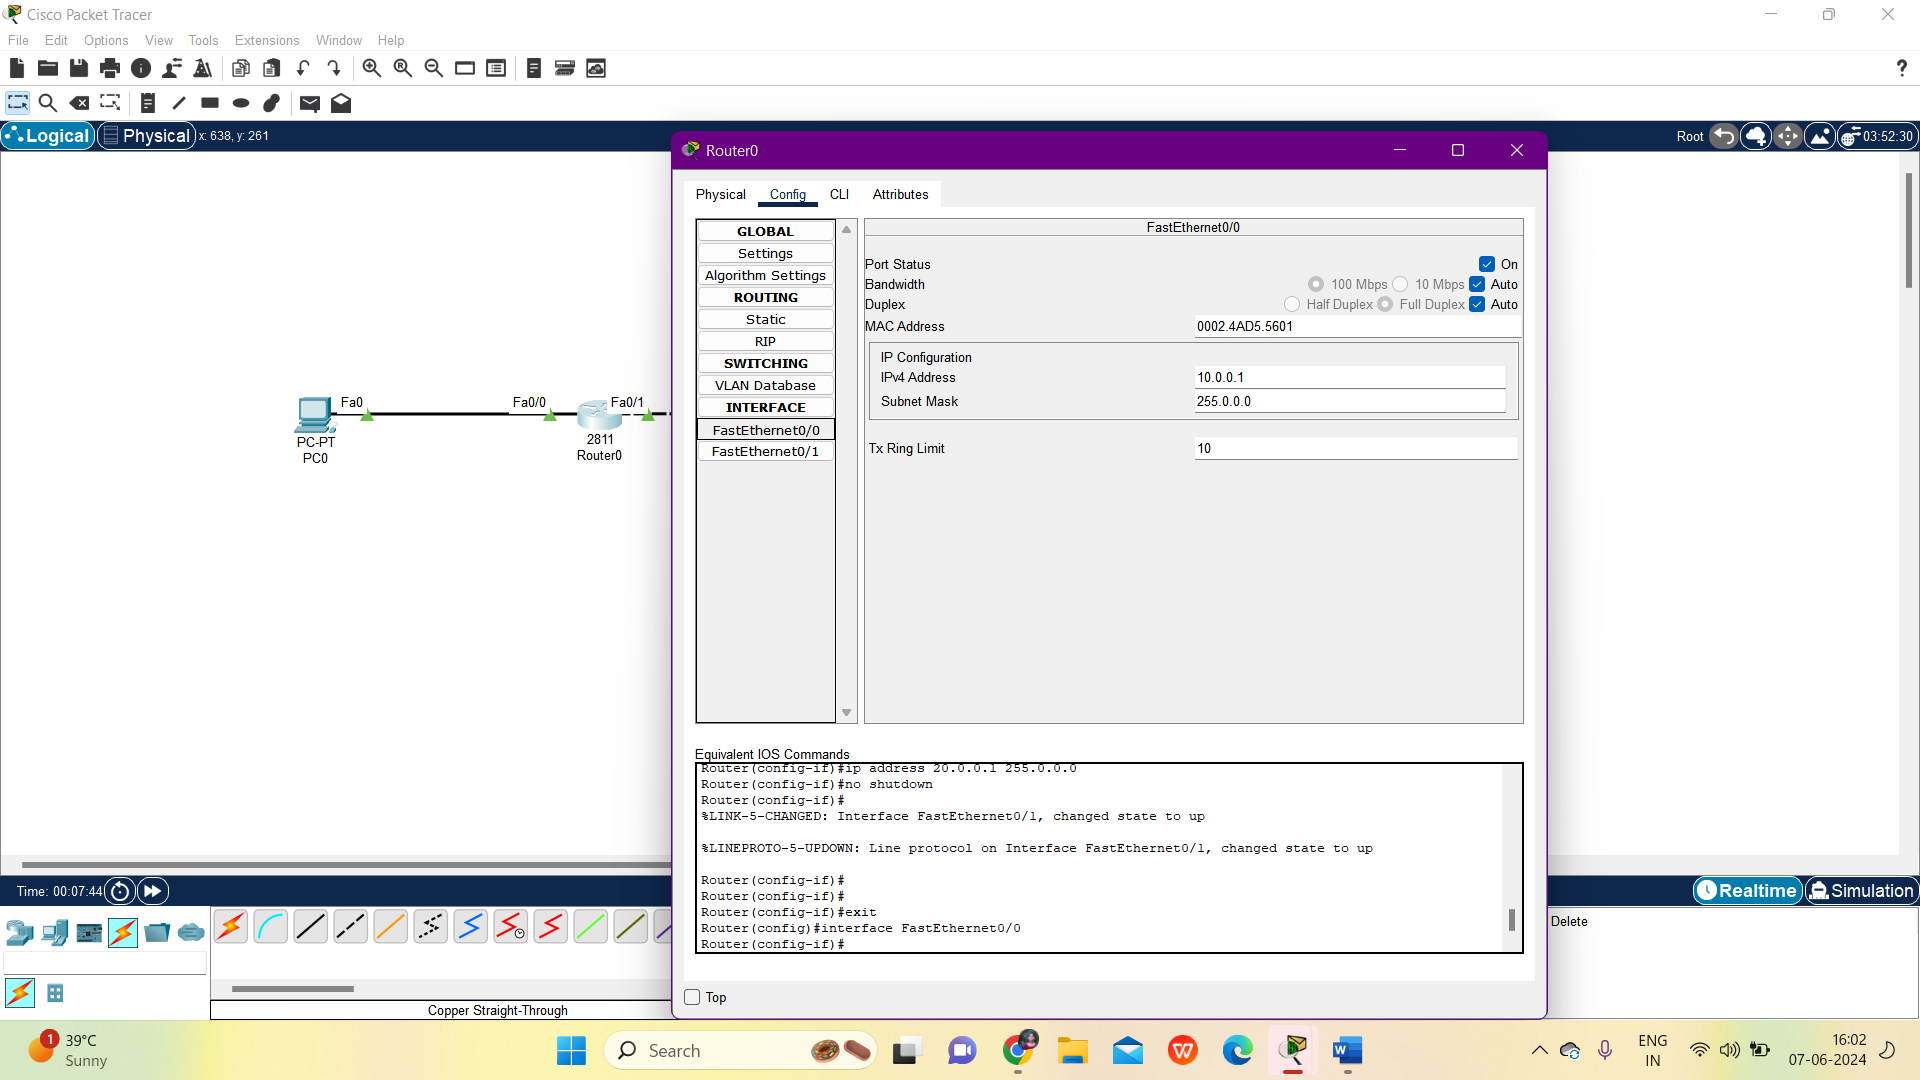 Cisco Packet Tracer
File Edit Options View Tools Extensions Window Help
Logical Physical x: 638, y: 261 Root 03:52:30
Router0
Physical Config CLI Attributes
GLOBAL
Settings
Algorithm Settings
ROUTING
Static
RIP
SWITCHING
VLAN Database
INTERFACE
FastEthernet0/0
FastEthernet0/1
FastEthernet0/0
Port Status On
Bandwidth 100 Mbps 10 Mbps Auto
Duplex Half Duplex Full Duplex Auto
MAC Address 0002.4AD5.5601
IP Configuration
IPv4 Address 10.0.0.1
Subnet Mask 255.0.0.0
Tx Ring Limit 10
Fa0 Fa0/0 Fa0/1
PC-PT
PC0
2811
Router0
Equivalent IOS Commands
Router(config-if)#ip address 20.0.0.1 255.0.0.0
Router(config-if)#no shutdown
Router(config-if)#
%LINK-5-CHANGED: Interface FastEthernet0/1, changed state to up
%LINEPROTO-5-UPDOWN: Line protocol on Interface FastEthernet0/1, changed state to up
Router(config-if)#
Router(config-if)#
Router(config-if)#exit
Router(config)#interface FastEthernet0/0
Router(config-if)#
Top
Time: 00:07:44 Realtime Simulation
Delete
Copper Straight-Through
1 39°C
Sunny
Search
ENG
IN
16:02
07-06-2024